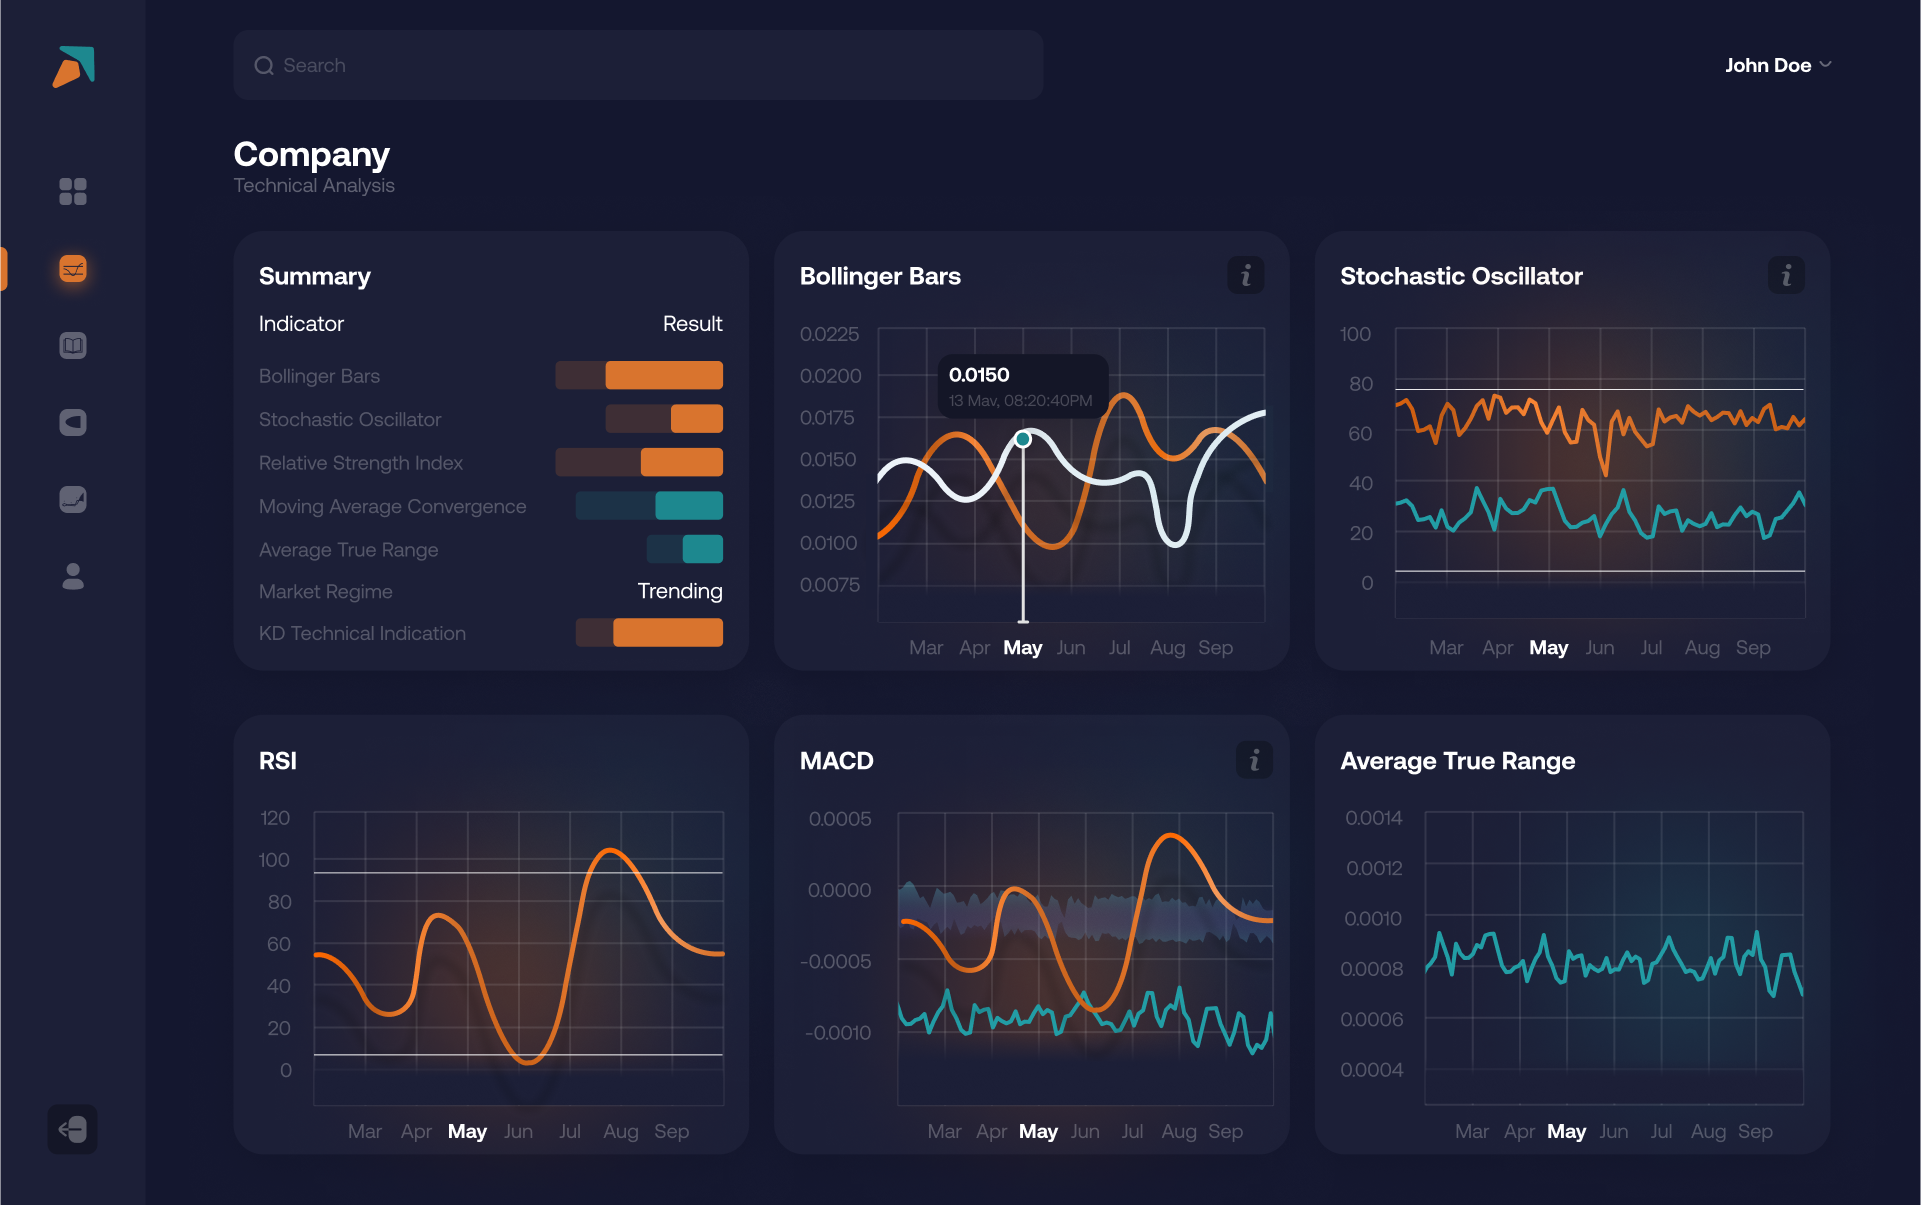 Search
John Doe
Company
Technical Analysis
Summary
Indicator Result
Bollinger Bars
Stochastic Oscillator
Relative Strength Index
Moving Average Convergence
Average True Range
Market Regime Trending
KD Technical Indication
Bollinger Bars
i
0.0225
0.0200
0.0175
0.0150
0.0125
0.0100
0.0075
0.0150
13 Mav, 08:20:40PM
Mar Apr May Jun Jul Aug Sep
Stochastic Oscillator
i
100
80
60
40
20
0
Mar Apr May Jun Jul Aug Sep
RSI
120
100
80
60
40
20
0
Mar Apr May Jun Jul Aug Sep
MACD
i
0.0005
0.0000
-0.0005
-0.0010
Mar Apr May Jun Jul Aug Sep
Average True Range
0.0014
0.0012
0.0010
0.0008
0.0006
0.0004
Mar Apr May Jun Jul Aug Sep